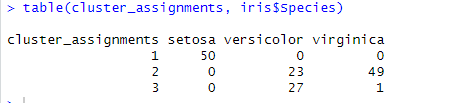 > table(cluster_assignments, iris$Species)
cluster_assignments setosa versicolor virginica
1 50 0 0
2 0 23 49
3 0 27 1
>